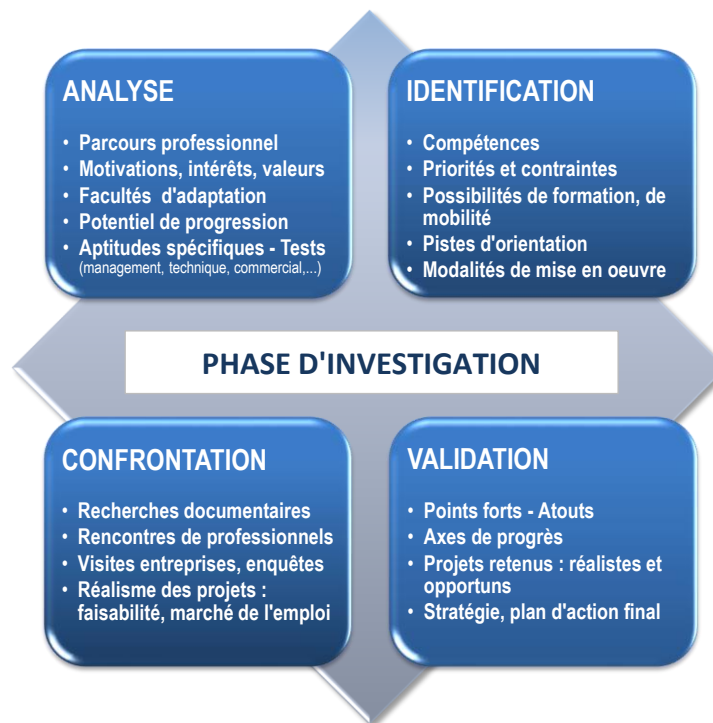 ANALYSE
• Parcours professionnel
• Motivations, intérêts, valeurs
• Facultés d'adaptation
• Potentiel de progression
• Aptitudes spécifiques - Tests
(management, technique, commercial,...)
IDENTIFICATION
• Compétences
• Priorités et contraintes
• Possibilités de formation, de
mobilité
• Pistes d'orientation
• Modalités de mise en oeuvre
PHASE D'INVESTIGATION
CONFRONTATION
• Recherches documentaires
• Rencontres de professionnels
• Visites entreprises, enquêtes
• Réalisme des projets :
faisabilité, marché de l'emploi
VALIDATION
• Points forts - Atouts
• Axes de progrès
• Projets retenus : réalistes et
opportuns
• Stratégie, plan d'action final